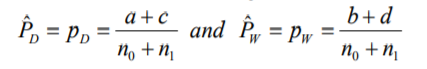 P̂_D = p_D = (a + c)/(n_0 + n_1) and P̂_W = p_W = (b + d)/(n_0 + n_1)